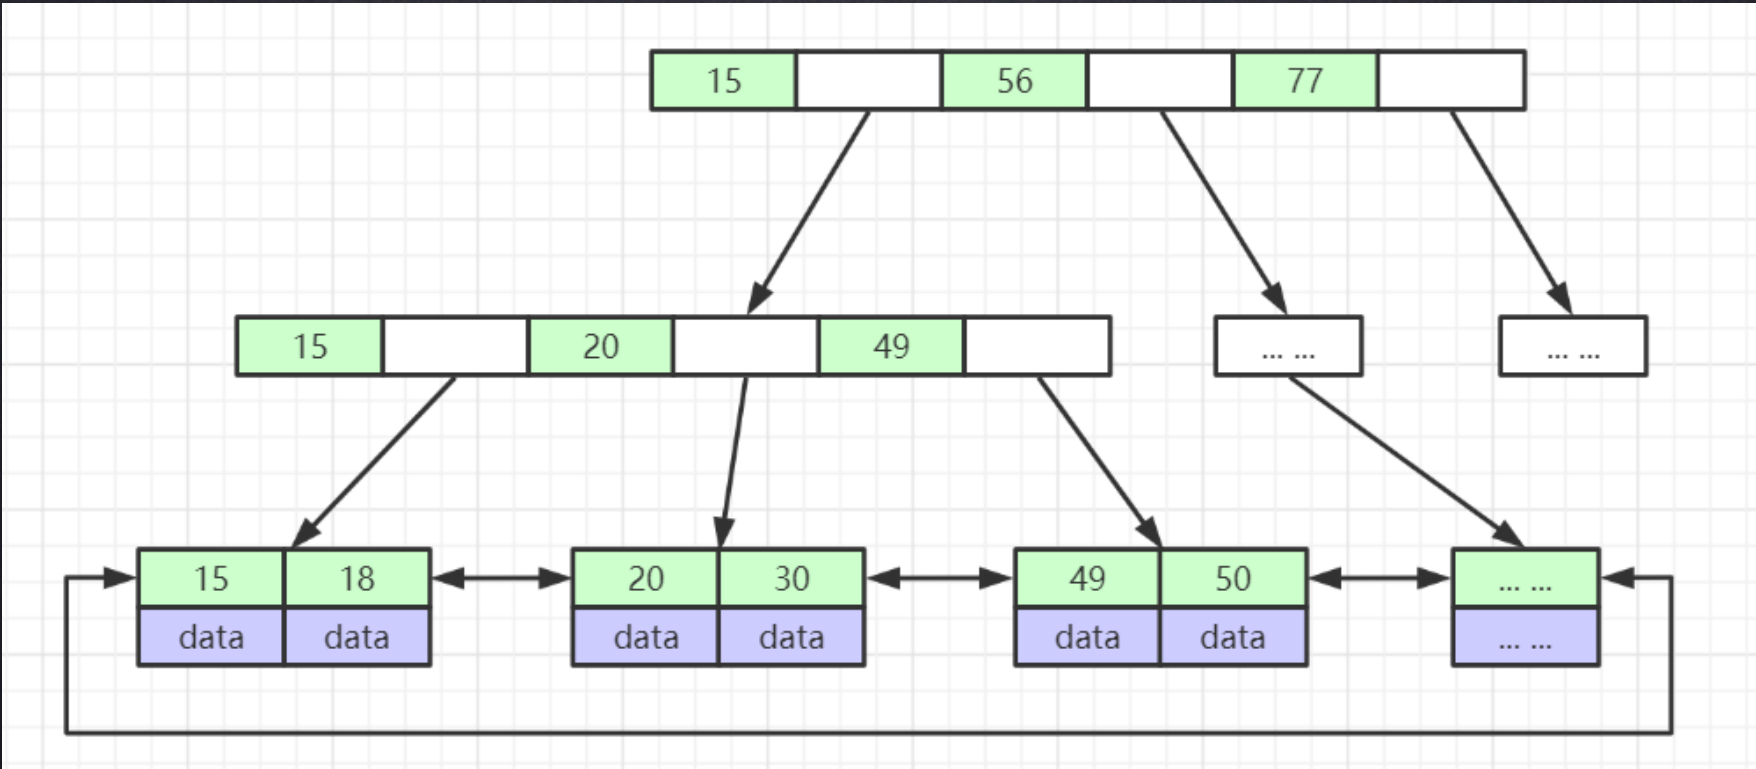 15 56 77
15 20 49 ... ... ... ...
15 18 20 30 49 50 ... ...
data data data data data data ... ...